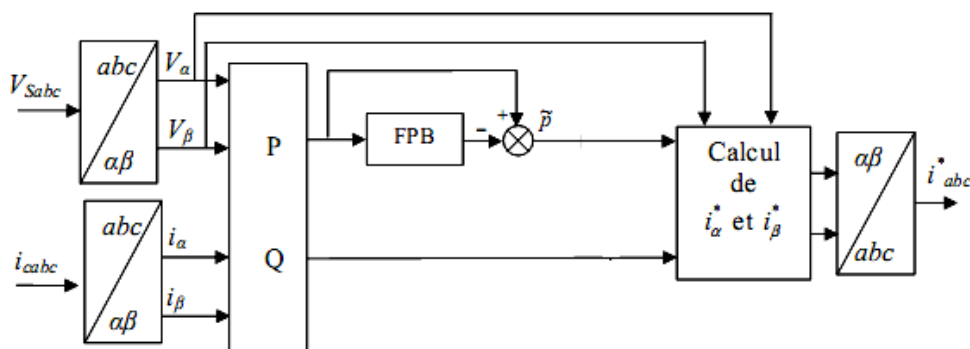 V_Sabc
abc
αβ
V_α
V_β
i_cabc
abc
αβ
i_α
i_β
P
Q
FPB
+
−
p̃
Calcul
de
i*_α et i*_β
αβ
abc
i*_abc